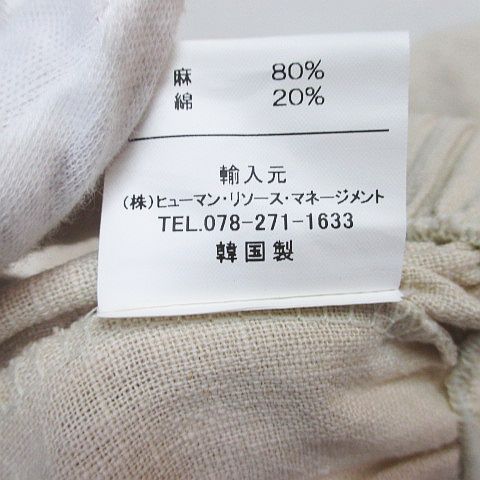 麻 80%
綿 20%
輸入元
(株)ヒューマン・リソース・マネージメント
TEL.078-271-1633
韓国製